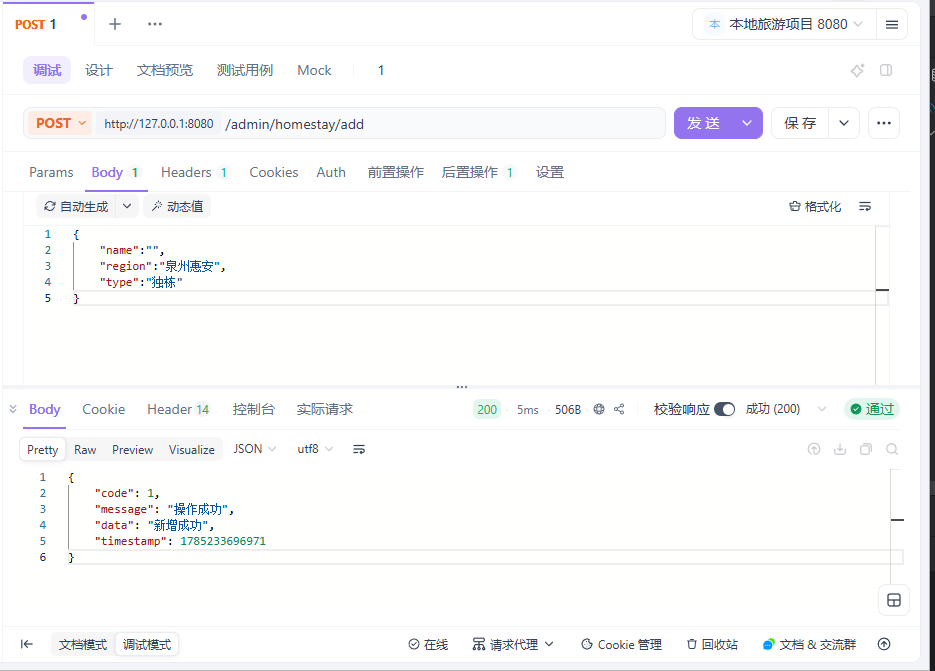 POST 1
本地旅游项目 8080
调试 设计 文档预览 测试用例 Mock 1
POST http://127.0.0.1:8080 /admin/homestay/add 发 送 保 存
Params Body 1 Headers 1 Cookies Auth 前置操作 后置操作 1 设置
自动生成 动态值 格式化
1 {
2 "name":"",
3 "region":"泉州惠安",
4 "type":"独栋"
5 }
Body Cookie Header 14 控制台 实际请求 200 5ms 506B 校验响应 成功 (200) 通过
Pretty Raw Preview Visualize JSON utf8
1 {
2 "code": 1,
3 "message": "操作成功",
4 "data": "新增成功",
5 "timestamp": 1785233696971
6 }
文档模式 调试模式 在线 请求代理 Cookie 管理 回收站 文档 & 交流群